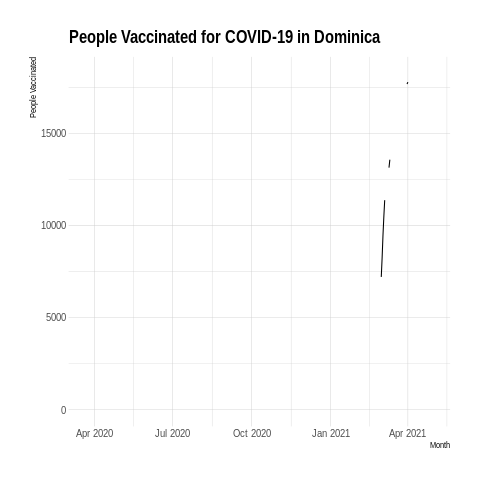 People Vaccinated for COVID-19 in Dominica
People Vaccinated
15000
10000
5000
0
Apr 2020 Jul 2020 Oct 2020 Jan 2021 Apr 2021
Month